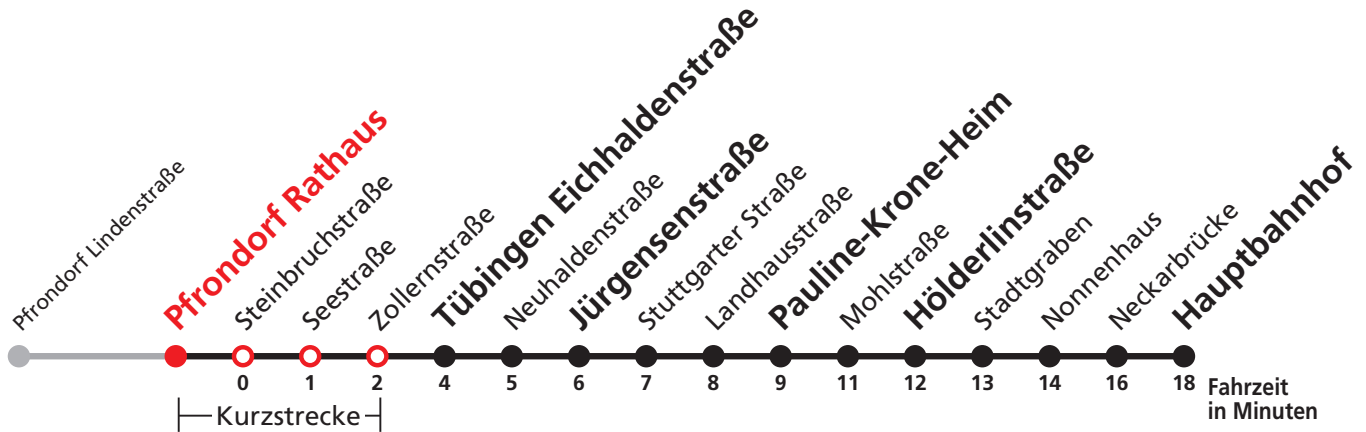 Pfrondorf Lindenstraße
Pfrondorf Rathaus
Steinbruchstraße
Seestraße
Zollernstraße
Tübingen Eichhaldenstraße
Neuhaldenstraße
Jürgensenstraße
Stuttgarter Straße
Landhausstraße
Pauline-Krone-Heim
Mohlstraße
Hölderlinstraße
Stadtgraben
Nonnenhaus
Neckarbrücke
Hauptbahnhof
0 1 2 4 5 6 7 8 9 11 12 13 14 16 18
Fahrzeit
in Minuten
Kurzstrecke